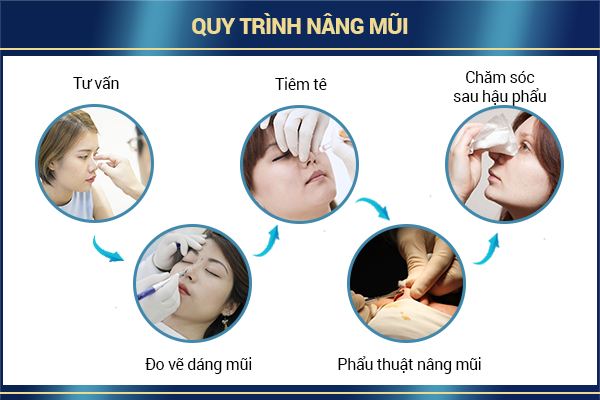 QUY TRÌNH NÂNG MŨI
Tư vấn
Tiêm tê
Chăm sóc
sau hậu phẩu
Đo vẽ dáng mũi
Phẩu thuật nâng mũi